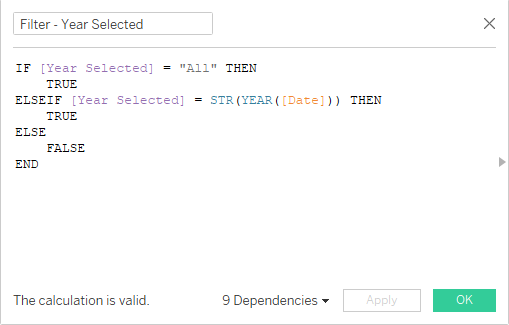 Filter - Year Selected
IF [Year Selected] = "All" THEN
    TRUE
ELSEIF [Year Selected] = STR(YEAR([Date])) THEN
    TRUE
ELSE
    FALSE
END
The calculation is valid. 9 Dependencies Apply OK